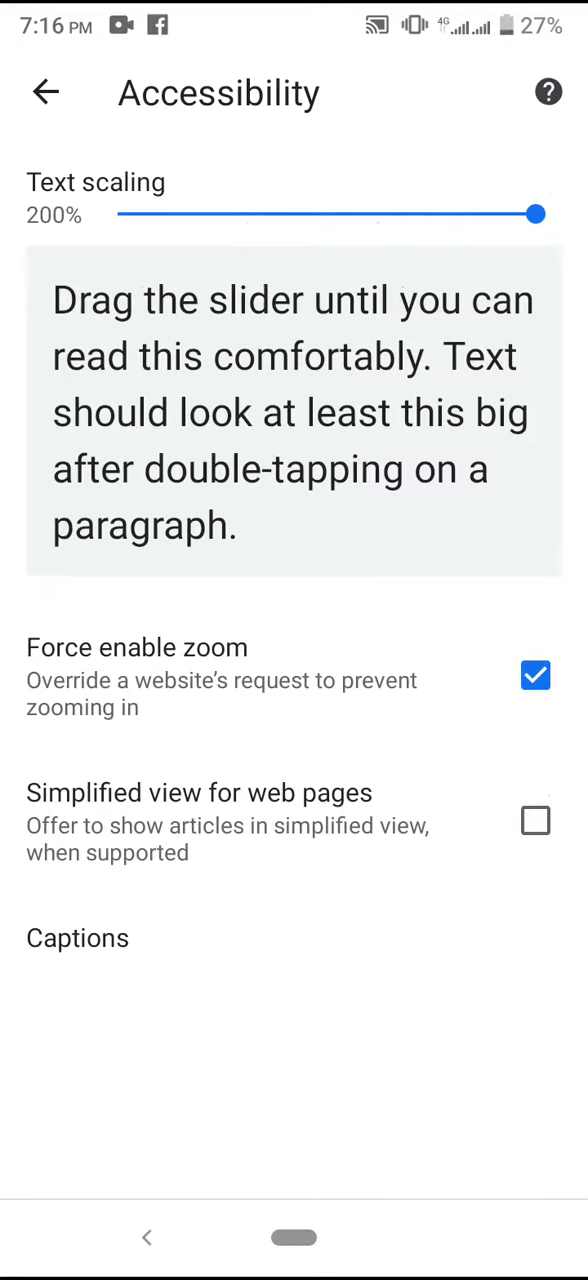 7:16 PM 4G 27%
Accessibility
Text scaling
200%
Drag the slider until you can
read this comfortably. Text
should look at least this big
after double-tapping on a
paragraph.
Force enable zoom
Override a website’s request to prevent
zooming in
Simplified view for web pages
Offer to show articles in simplified view,
when supported
Captions